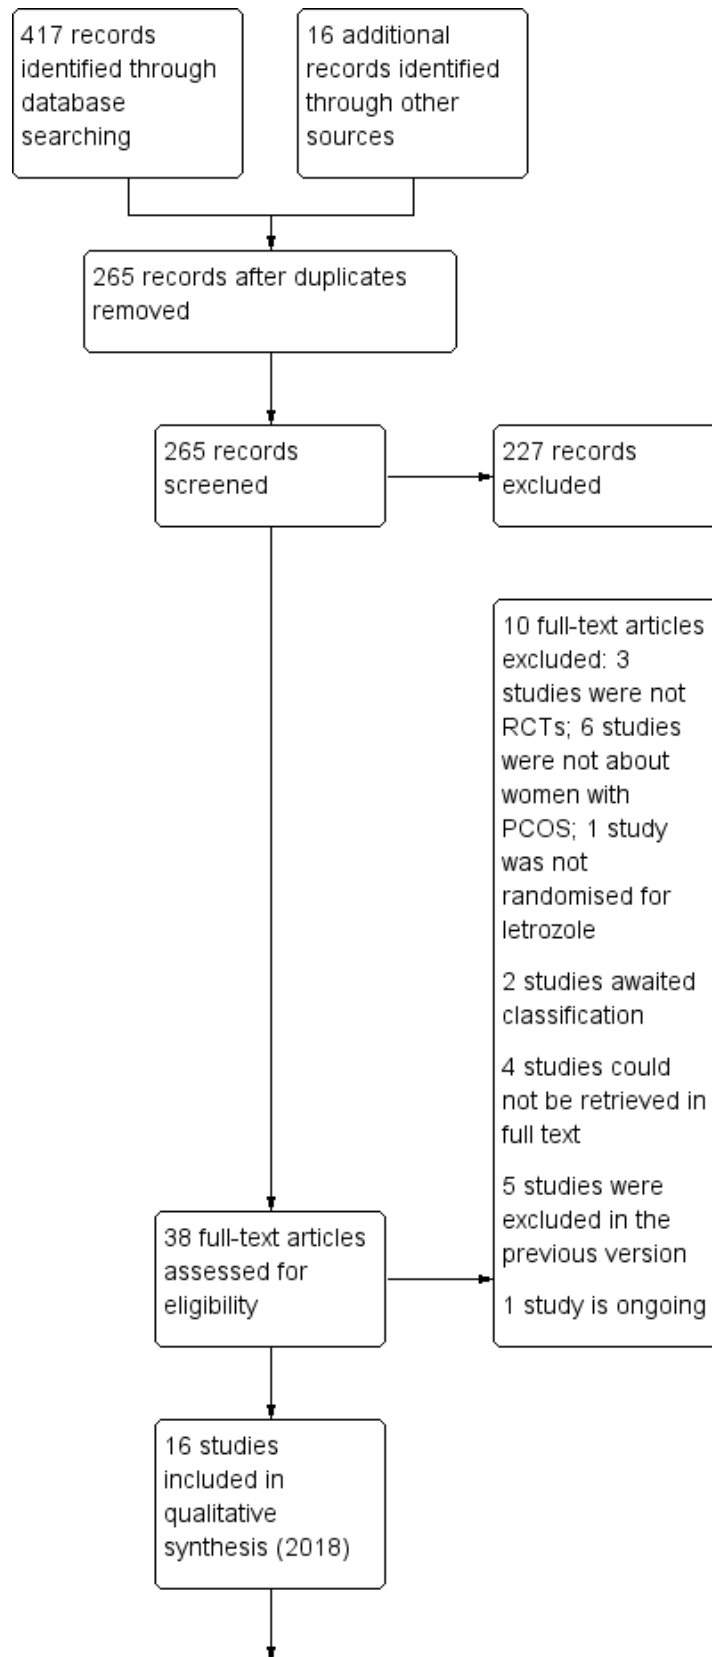 417 records
identified through
database
searching
16 additional
records identified
through other
sources
265 records after duplicates
removed
265 records
screened
227 records
excluded
10 full-text articles
excluded: 3
studies were not
RCTs; 6 studies
were not about
women with
PCOS; 1 study
was not
randomised for
letrozole
2 studies awaited
classification
4 studies could
not be retrieved in
full text
5 studies were
excluded in the
previous version
1 study is ongoing
38 full-text articles
assessed for
eligibility
16 studies
included in
qualitative
synthesis (2018)